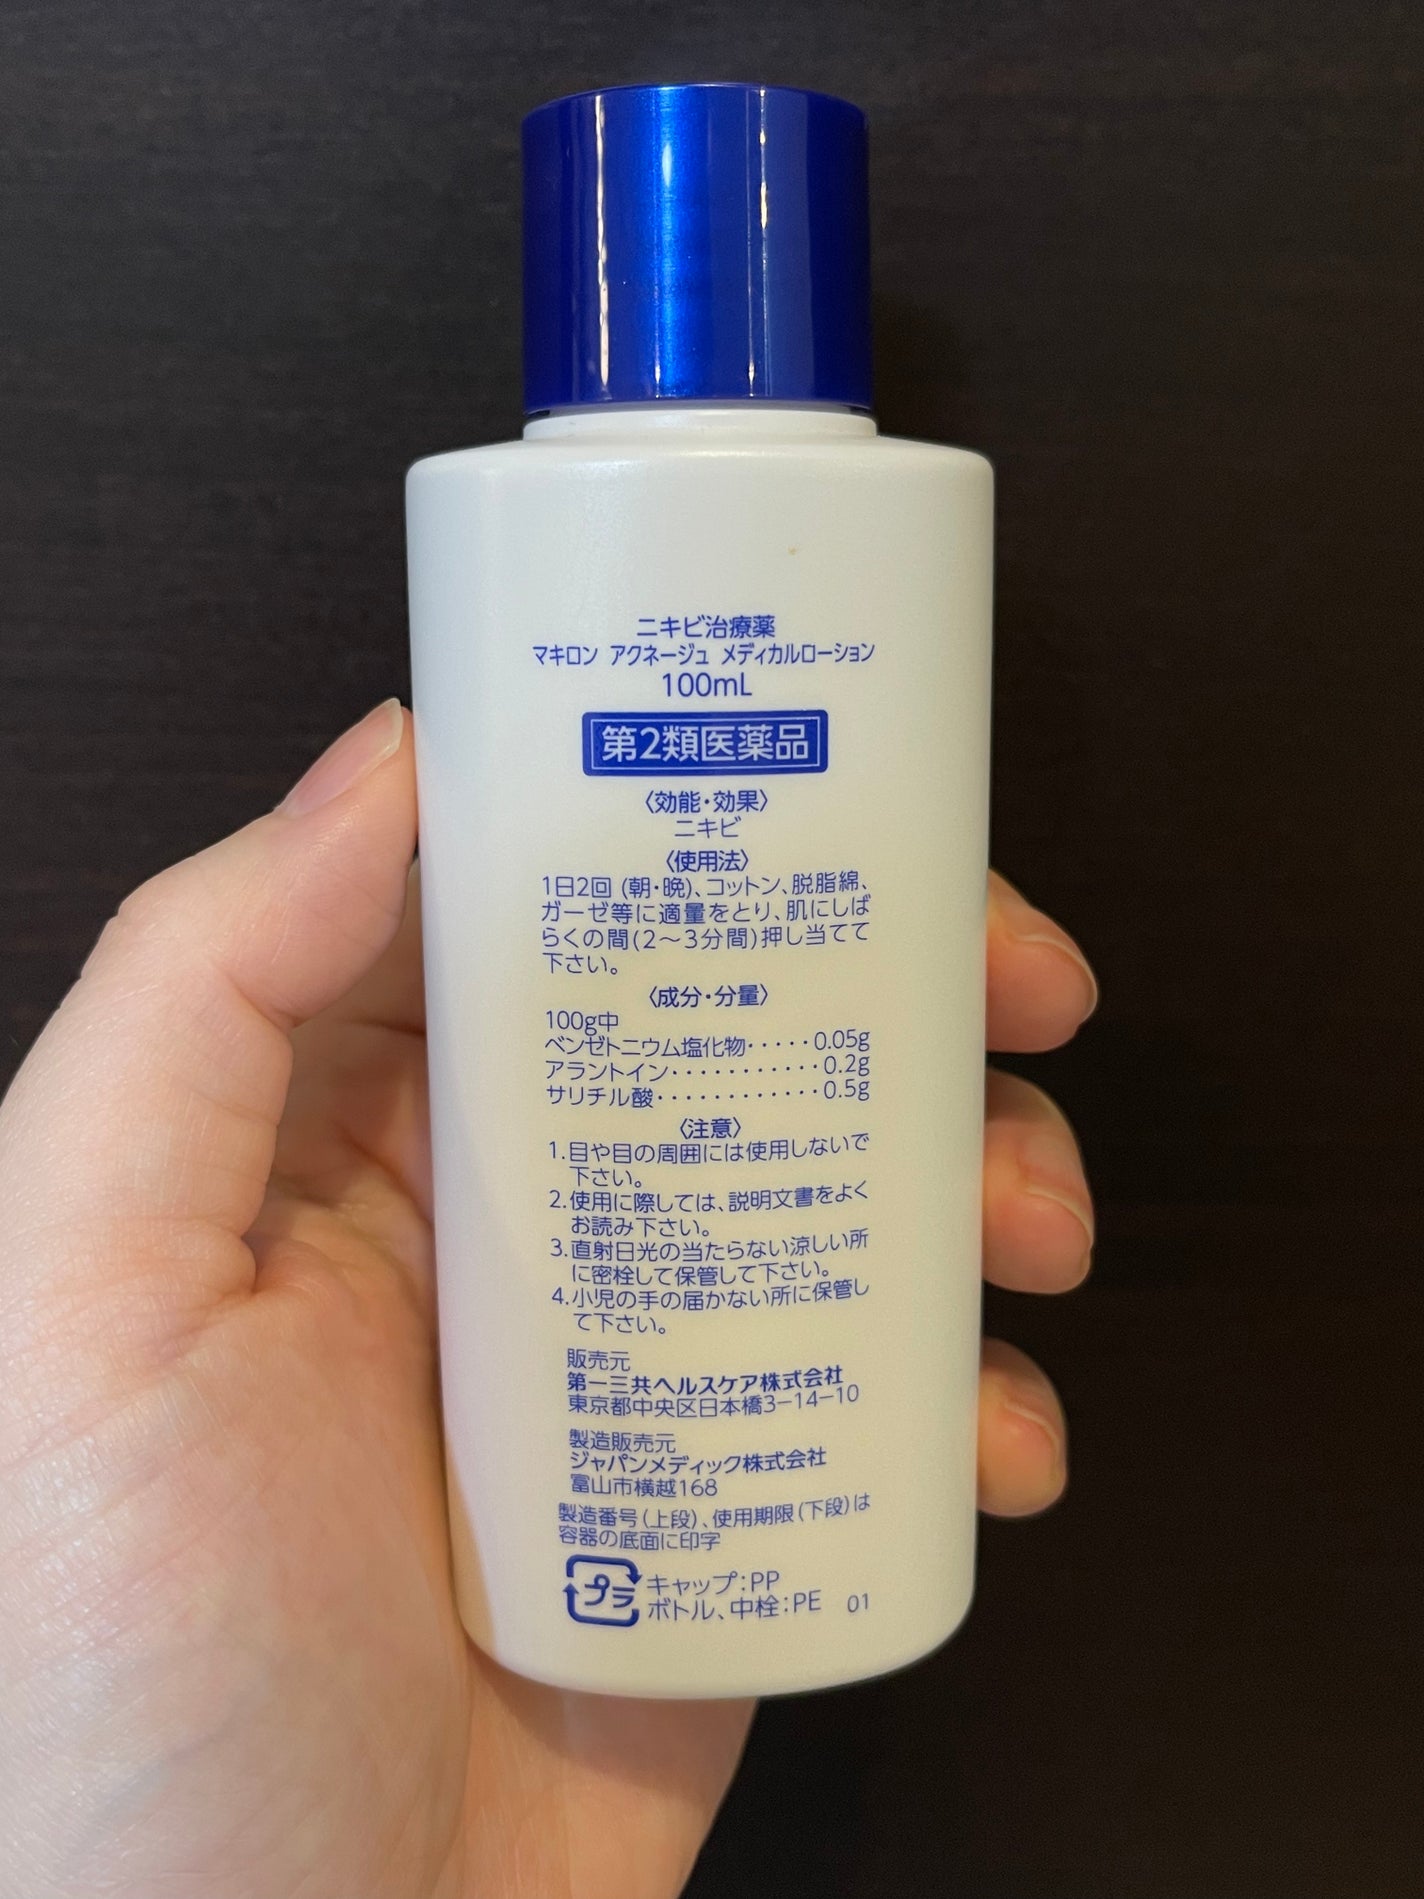 ニキビ治療薬
マキロン アクネージュ メディカルローション
100mL
第2類医薬品
〈効能・効果〉
ニキビ
〈使用法〉
1日2回 (朝・晩)、コットン、脱脂綿、
ガーゼ等に適量をとり、肌にしば
らくの間(2〜3分間)押し当てて
下さい。
〈成分・分量〉
100g中
ベンゼトニウム塩化物・・・・・0.05g
アラントイン・・・・・・・・・・・0.2g
サリチル酸・・・・・・・・・・・・0.5g
〈注意〉
1.目や目の周囲には使用しないで
下さい。
2.使用に際しては、説明文書をよく
お読み下さい。
3.直射日光の当たらない涼しい所
に密栓して保管して下さい。
4.小児の手の届かない所に保管し
て下さい。
販売元
第一三共ヘルスケア株式会社
東京都中央区日本橋3−14−10
製造販売元
ジャパンメディック株式会社
富山市横越168
製造番号(上段)、使用期限(下段)は
容器の底面に印字
プラ キャップ:PP
ボトル、中栓:PE 01